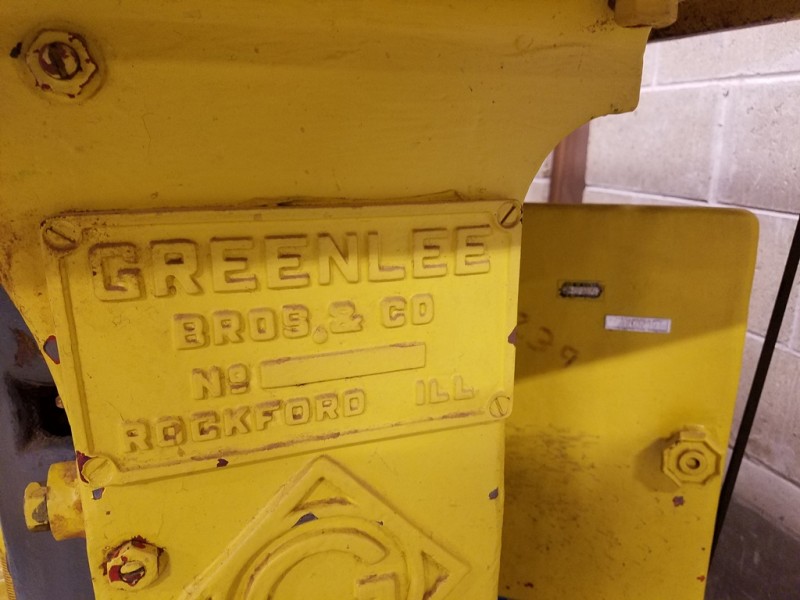 GREENLEE
BROS. & CO
Nº
ROCKFORD ILL
G